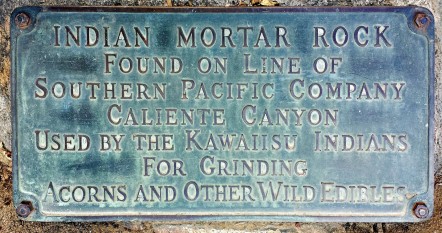 INDIAN MORTAR ROCK
FOUND ON LINE OF
SOUTHERN PACIFIC COMPANY
CALIENTE CANYON
USED BY THE KAWAIISU INDIANS
FOR GRINDING
ACORNS AND OTHER WILD EDIBLES